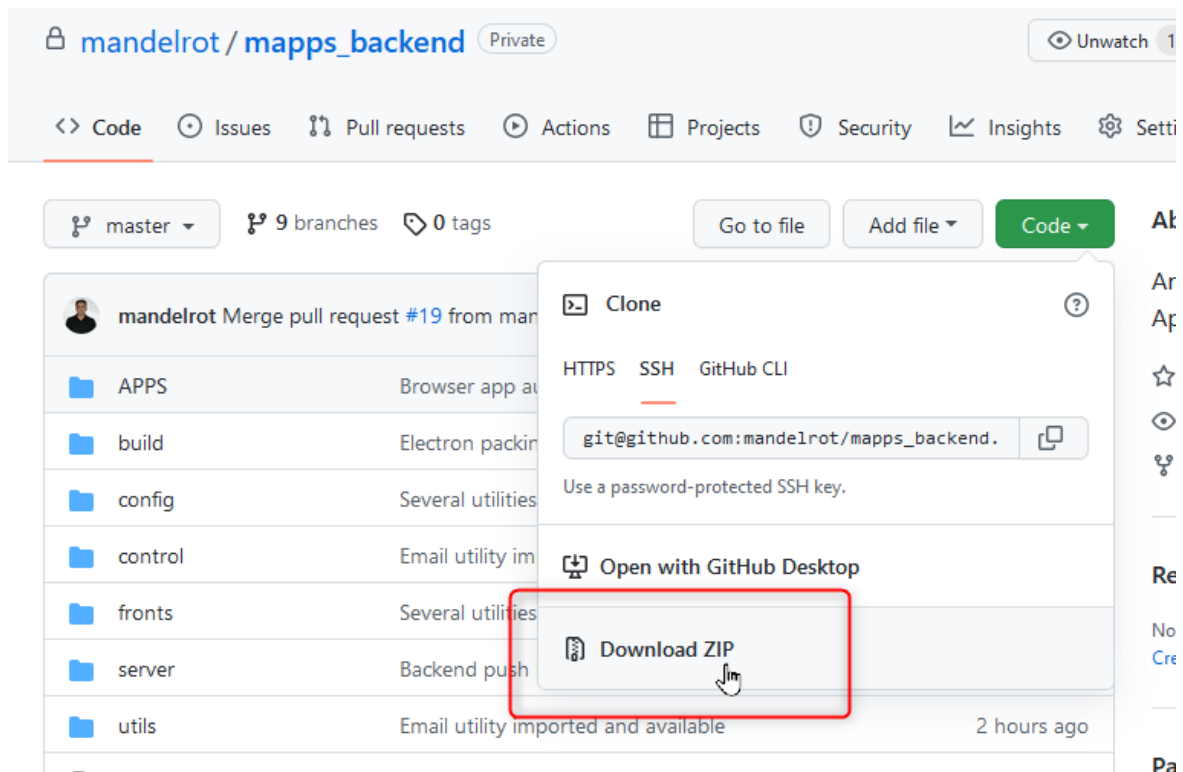 mandelrot / mapps_backend Private Unwatch 1
Code Issues Pull requests Actions Projects Security Insights
master 9 branches 0 tags Go to file Add file Code
mandelrot Merge pull request #19 from
Clone
HTTPS SSH GitHub CLI
git@github.com:mandelrot/mapps_backend.
Use a password-protected SSH key.
Open with GitHub Desktop
Download ZIP
APPS Browser app
build Electron
config Several utilities
control Email utility
fronts Several utilities
server Backend push
utils Email utility imported and available 2 hours ago